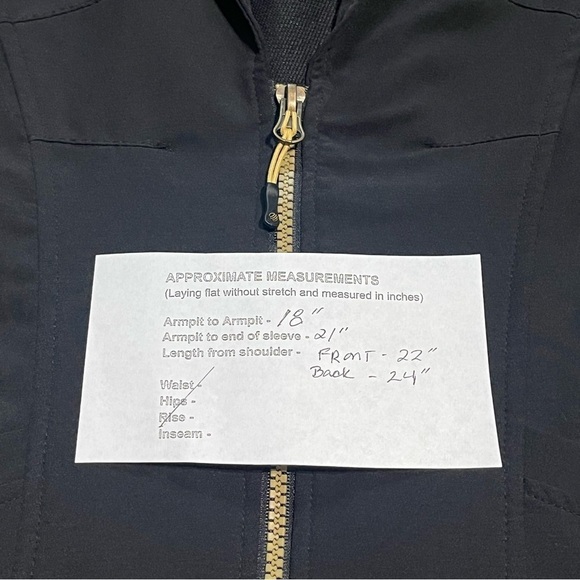 APPROXIMATE MEASUREMENTS
(Laying flat without stretch and measured in inches)
Armpit to Armpit - 18"
Armpit to end of sleeve - 21"
Length from shoulder - FRONT - 22"
Back - 24"
Waist -
Hips -
Rise -
Inseam -